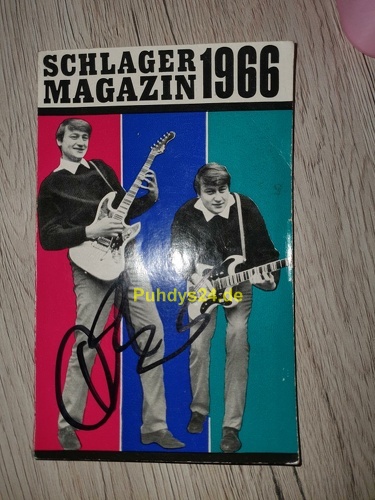 SCHLAGER
MAGAZIN 1966
Puhdys24.de